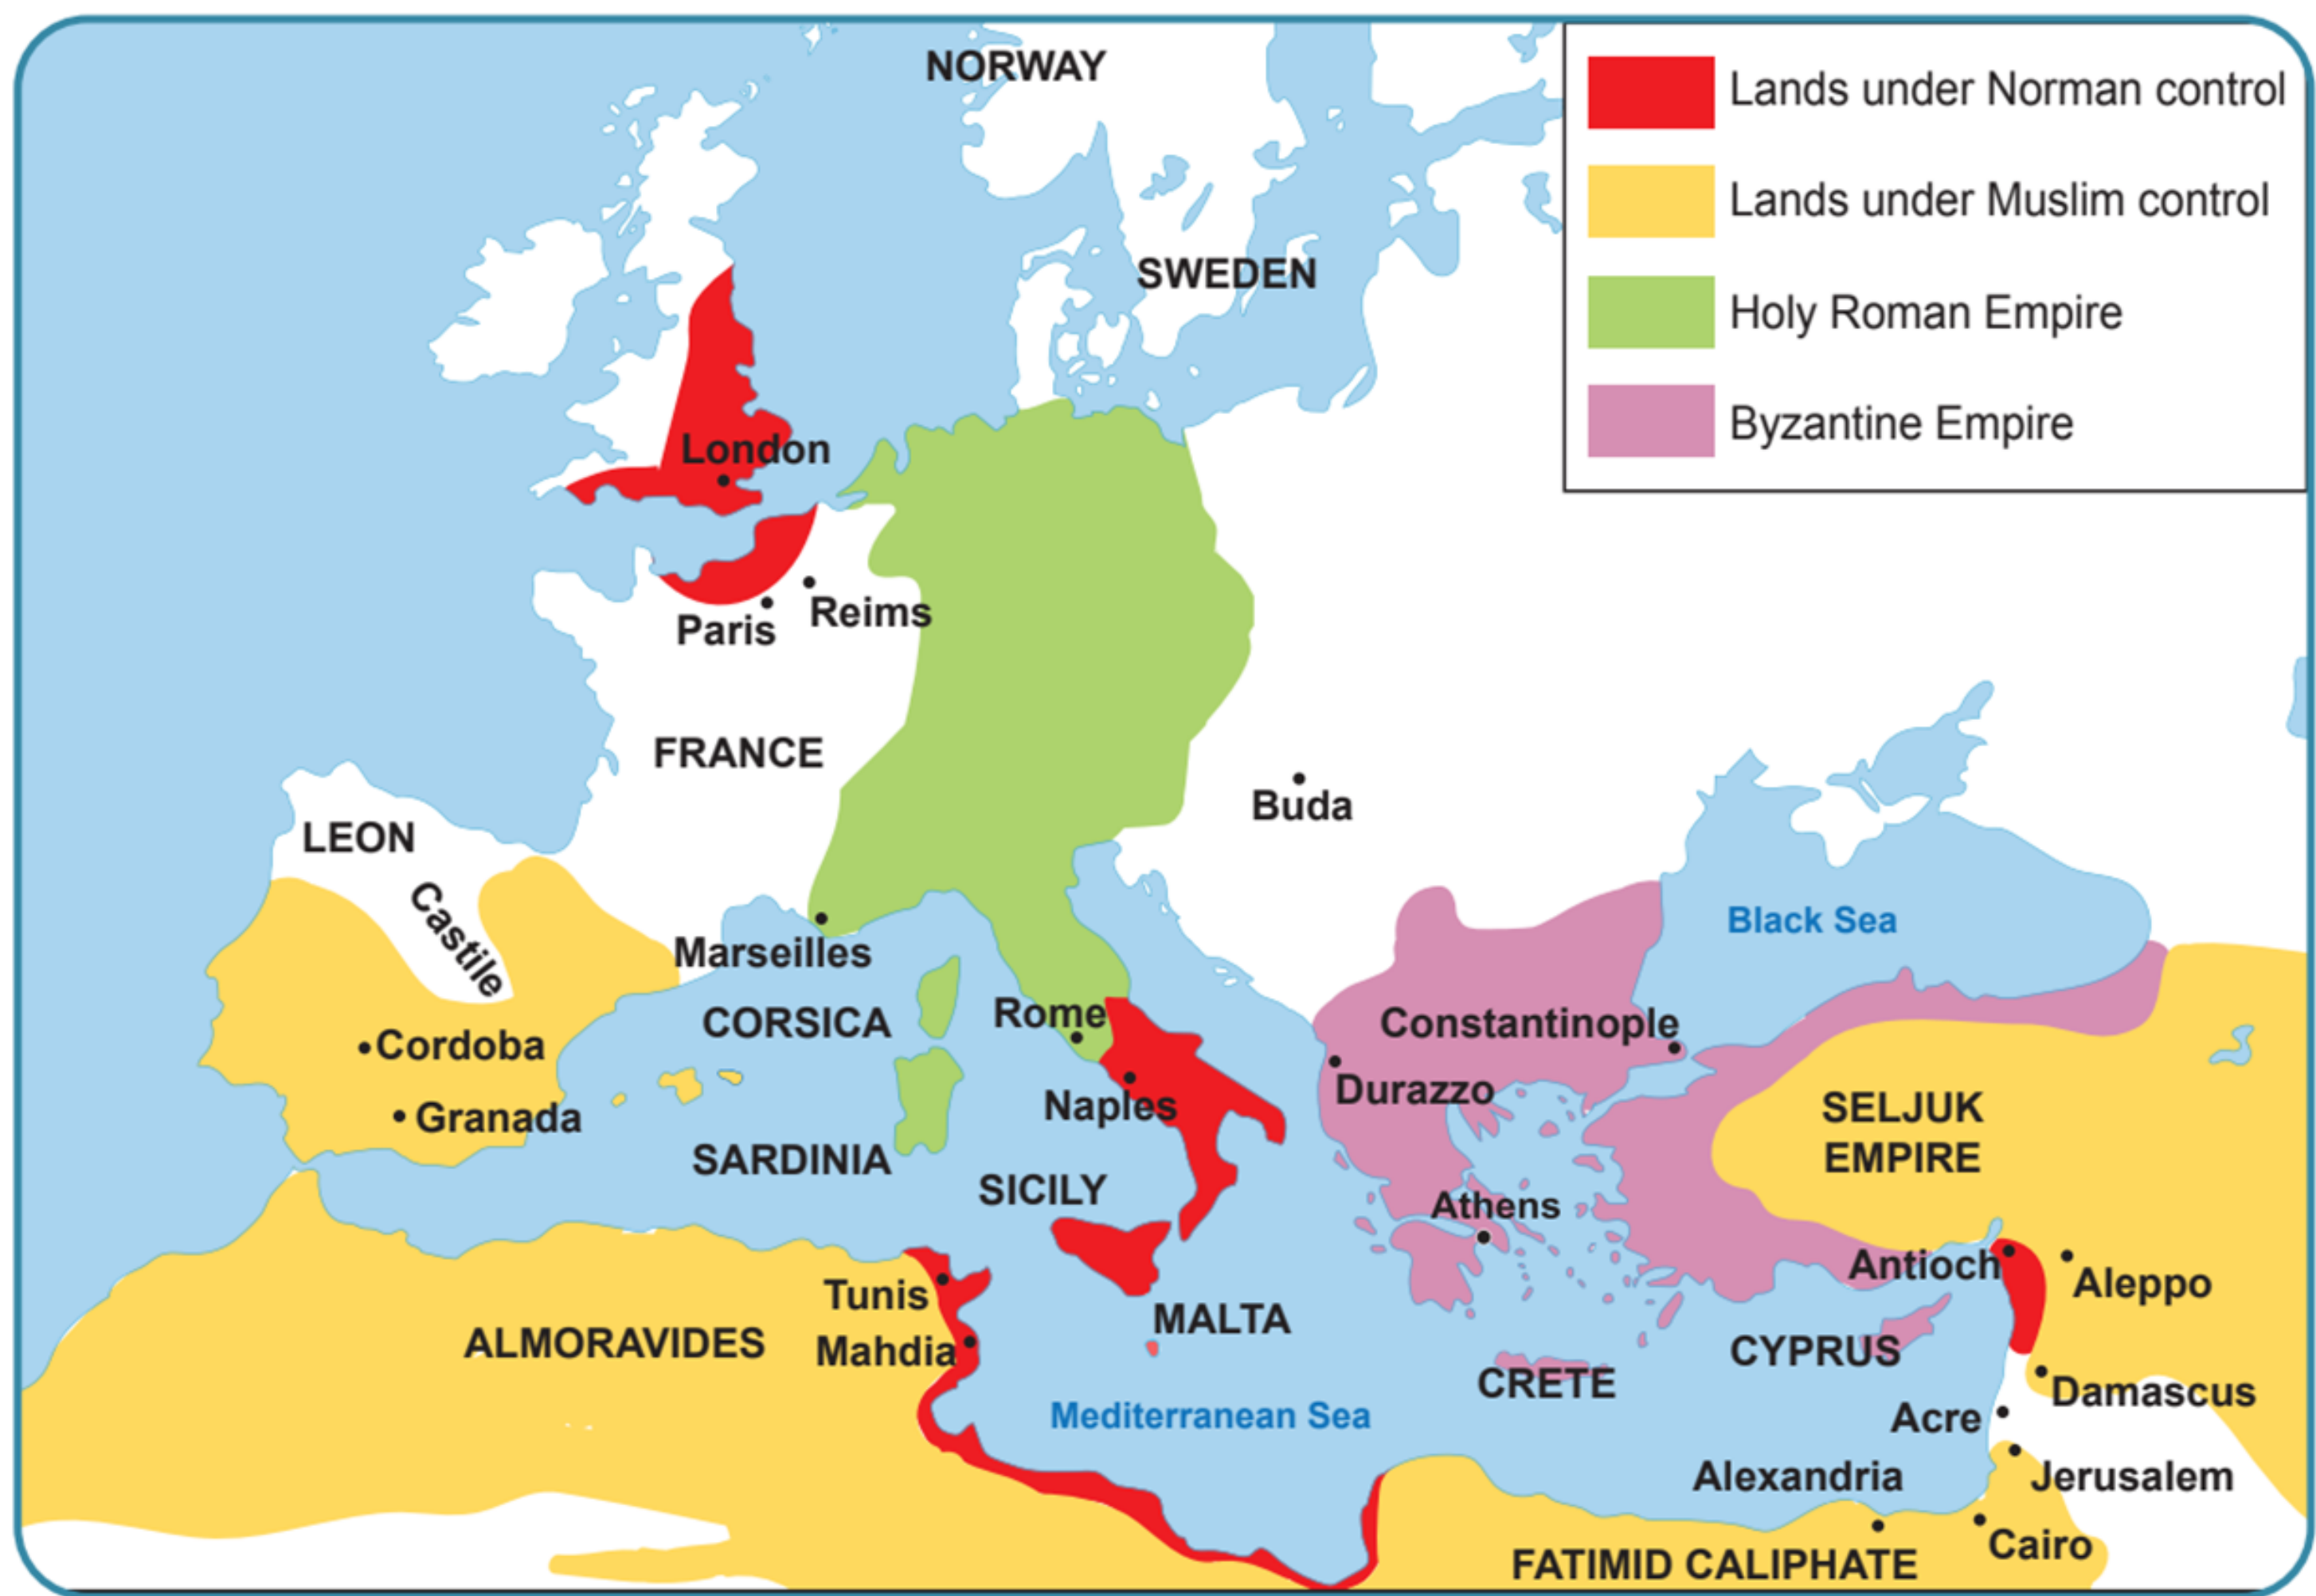 NORWAY
Lands under Norman control
Lands under Muslim control
SWEDEN
Holy Roman Empire
Byzantine Empire
London
Reims
Paris
FRANCE
Buda
LEON
Castile
Black Sea
Marseilles
CORSICA
Rome
Constantinople
Cordoba
Durazzo
Naples
Granada
SELJUK
EMPIRE
SARDINIA
SICILY
Athens
Antioch
Aleppo
Tunis
MALTA
ALMORAVIDES
Mahdia
CYPRUS
CRETE
Damascus
Mediterranean Sea
Acre
Alexandria
Jerusalem
Cairo
FATIMID CALIPHATE